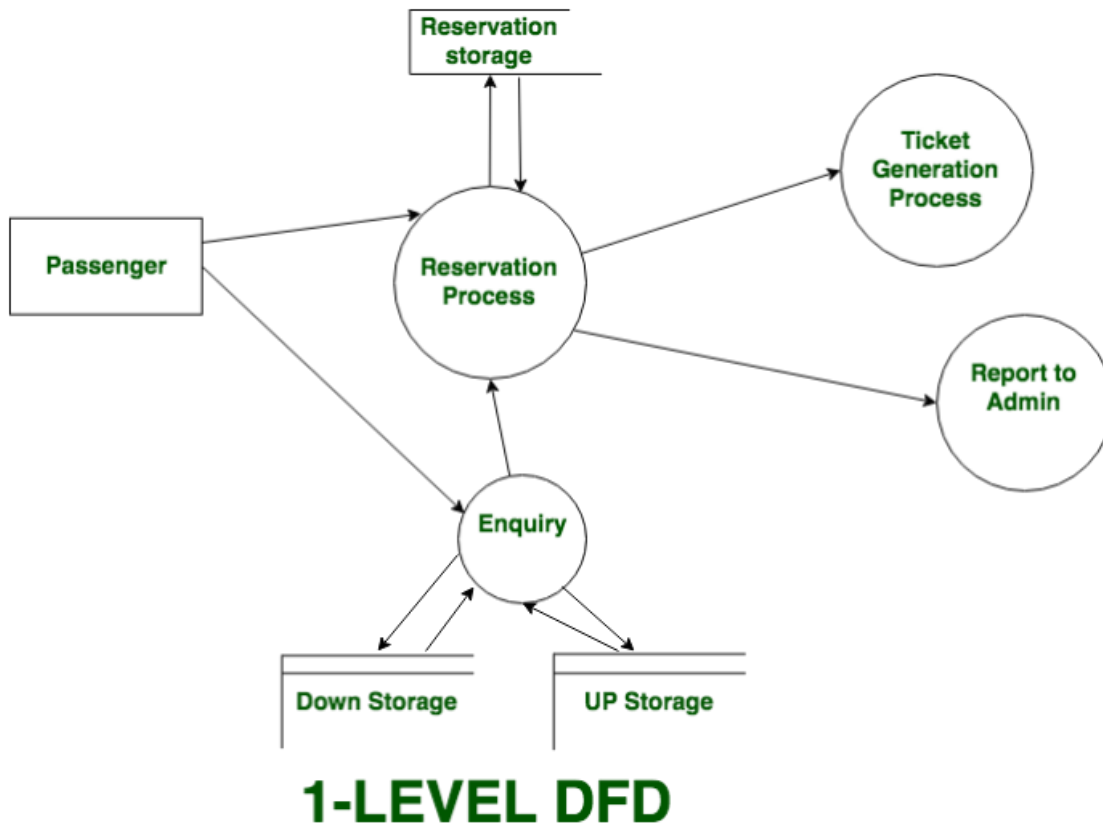 Reservation
storage
Ticket
Generation
Process
Passenger
Reservation
Process
Report to
Admin
Enquiry
Down Storage
UP Storage
1-LEVEL DFD